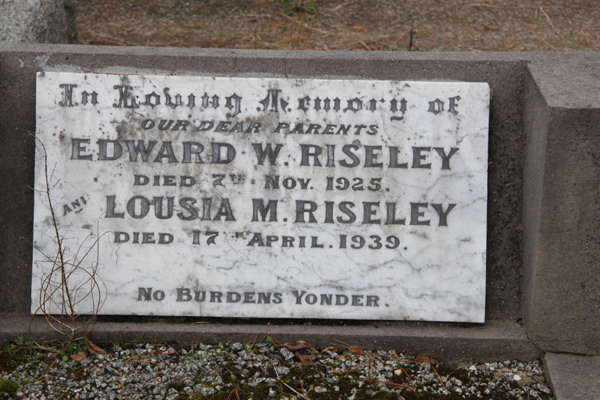 In Loving Memory of
OUR DEAR PARENTS
EDWARD W. RISELEY
DIED 7TH NOV. 1925.
AND LOUSIA M. RISELEY
DIED 17TH APRIL. 1939.
NO BURDENS YONDER.